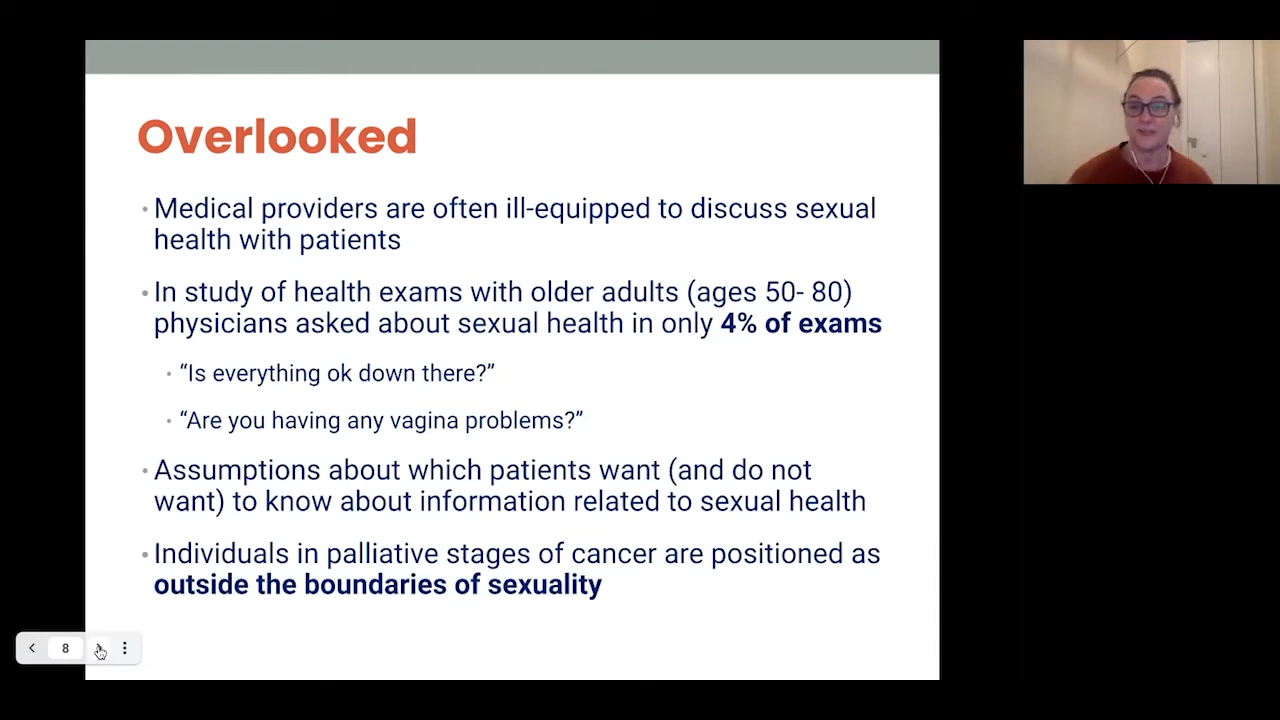 Overlooked
Medical providers are often ill-equipped to discuss sexual
health with patients
In study of health exams with older adults (ages 50- 80)
physicians asked about sexual health in only 4% of exams
“Is everything ok down there?”
“Are you having any vagina problems?”
Assumptions about which patients want (and do not
want) to know about information related to sexual health
Individuals in palliative stages of cancer are positioned as
outside the boundaries of sexuality
8